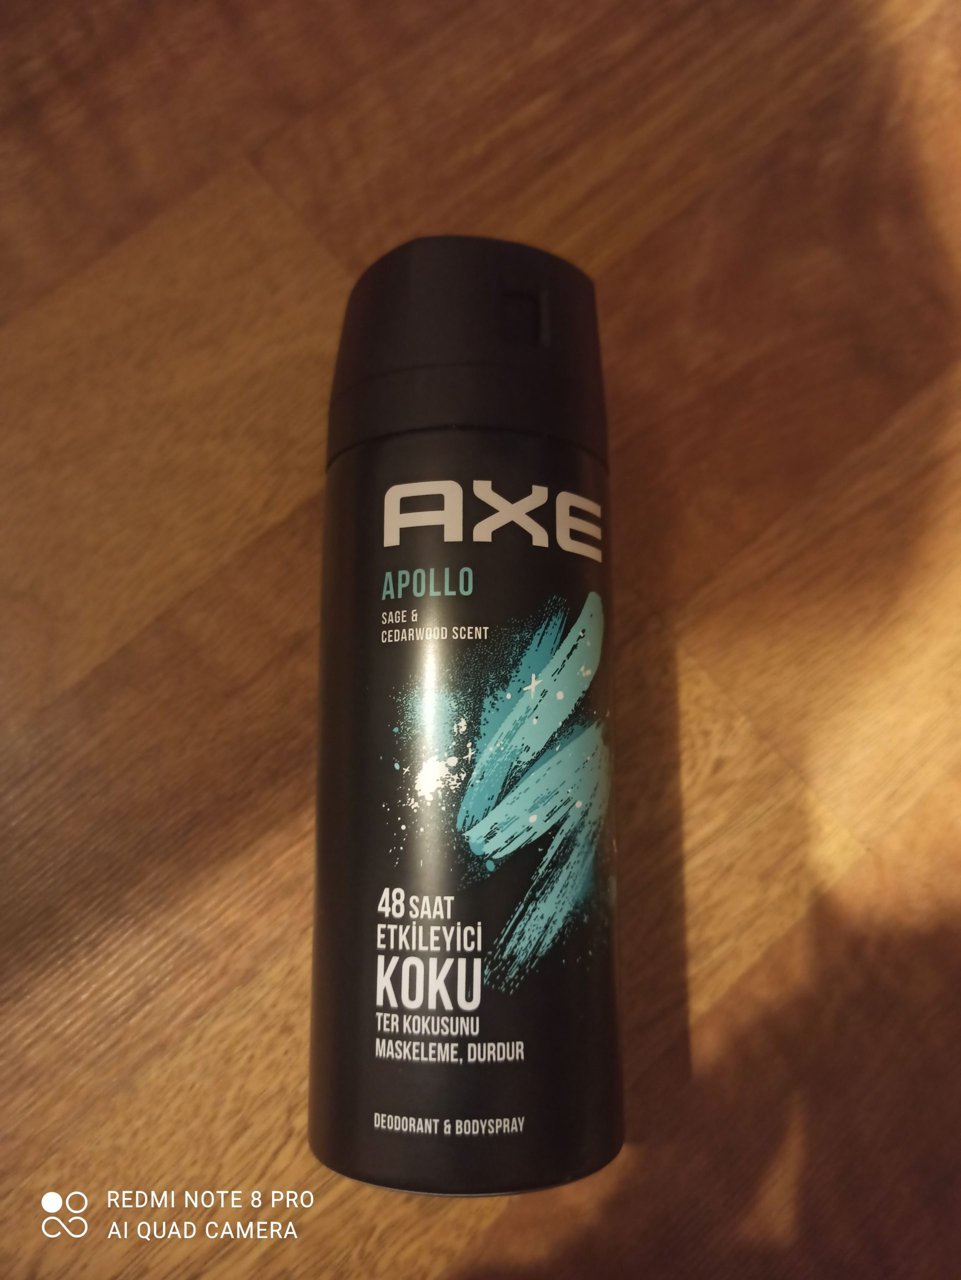 AXE
APOLLO
SAGE &
CEDARWOOD SCENT
48 SAAT
ETKİLEYİCİ
KOKU
TER KOKUSUNU
MASKELEME, DURDUR
DEODORANT & BODYSPRAY
REDMI NOTE 8 PRO
AI QUAD CAMERA